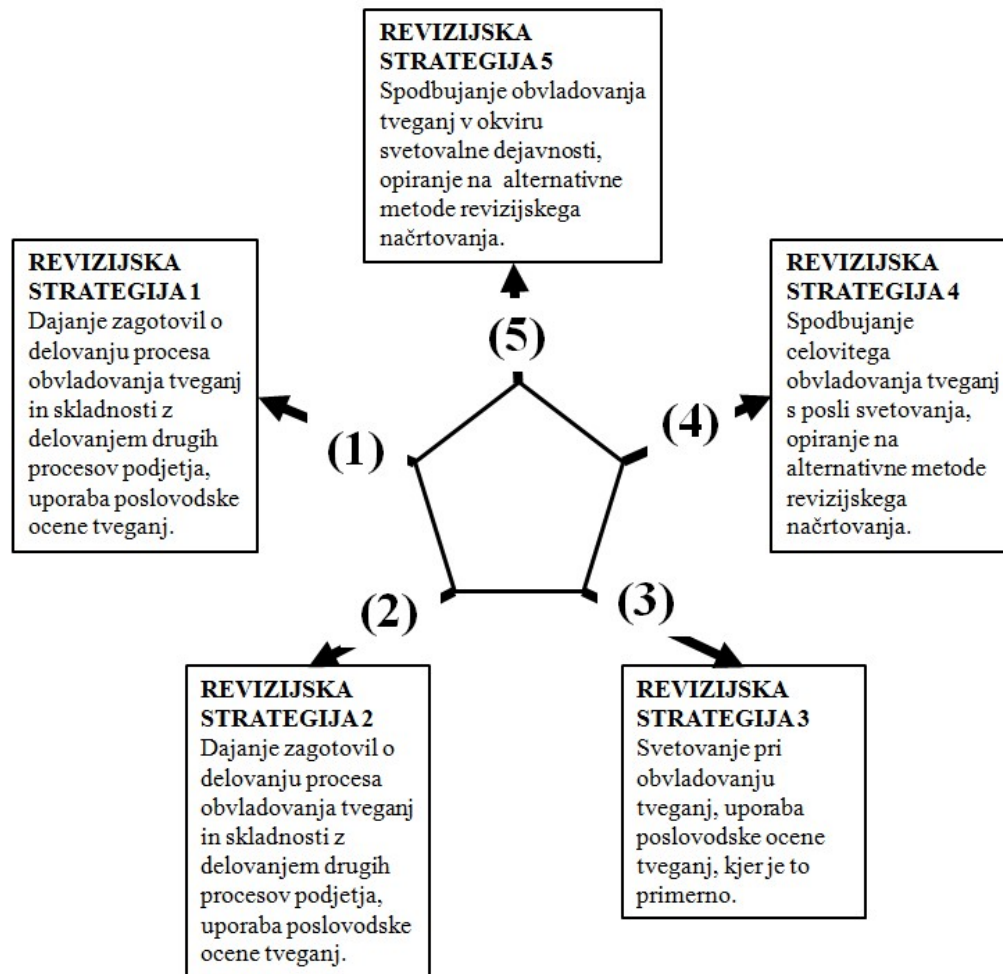 REVIZIJSKA
STRATEGIJA 5
Spodbujanje obvladovanja
tveganj v okviru
svetovalne dejavnosti,
opiranje na alternativne
metode revizijskega
načrtovanja.
REVIZIJSKA
STRATEGIJA 1
Dajanje zagotovil o
delovanju procesa
obvladovanja tveganj
in skladnosti z
delovanjem drugih
procesov podjetja,
uporaba poslovodske
ocene tveganj.
REVIZIJSKA
STRATEGIJA 4
Spodbujanje
celovitega
obvladovanja tveganj
s posli svetovanja,
opiranje na
alternativne metode
revizijskega
načrtovanja.
(5)
(1)
(4)
(2)
(3)
REVIZIJSKA
STRATEGIJA 2
Dajanje zagotovil o
delovanju procesa
obvladovanja tveganj
in skladnosti z
delovanjem drugih
procesov podjetja,
uporaba poslovodske
ocene tveganj.
REVIZIJSKA
STRATEGIJA 3
Svetovanje pri
obvladovanju
tveganj, uporaba
poslovodske ocene
tveganj, kjer je to
primerno.